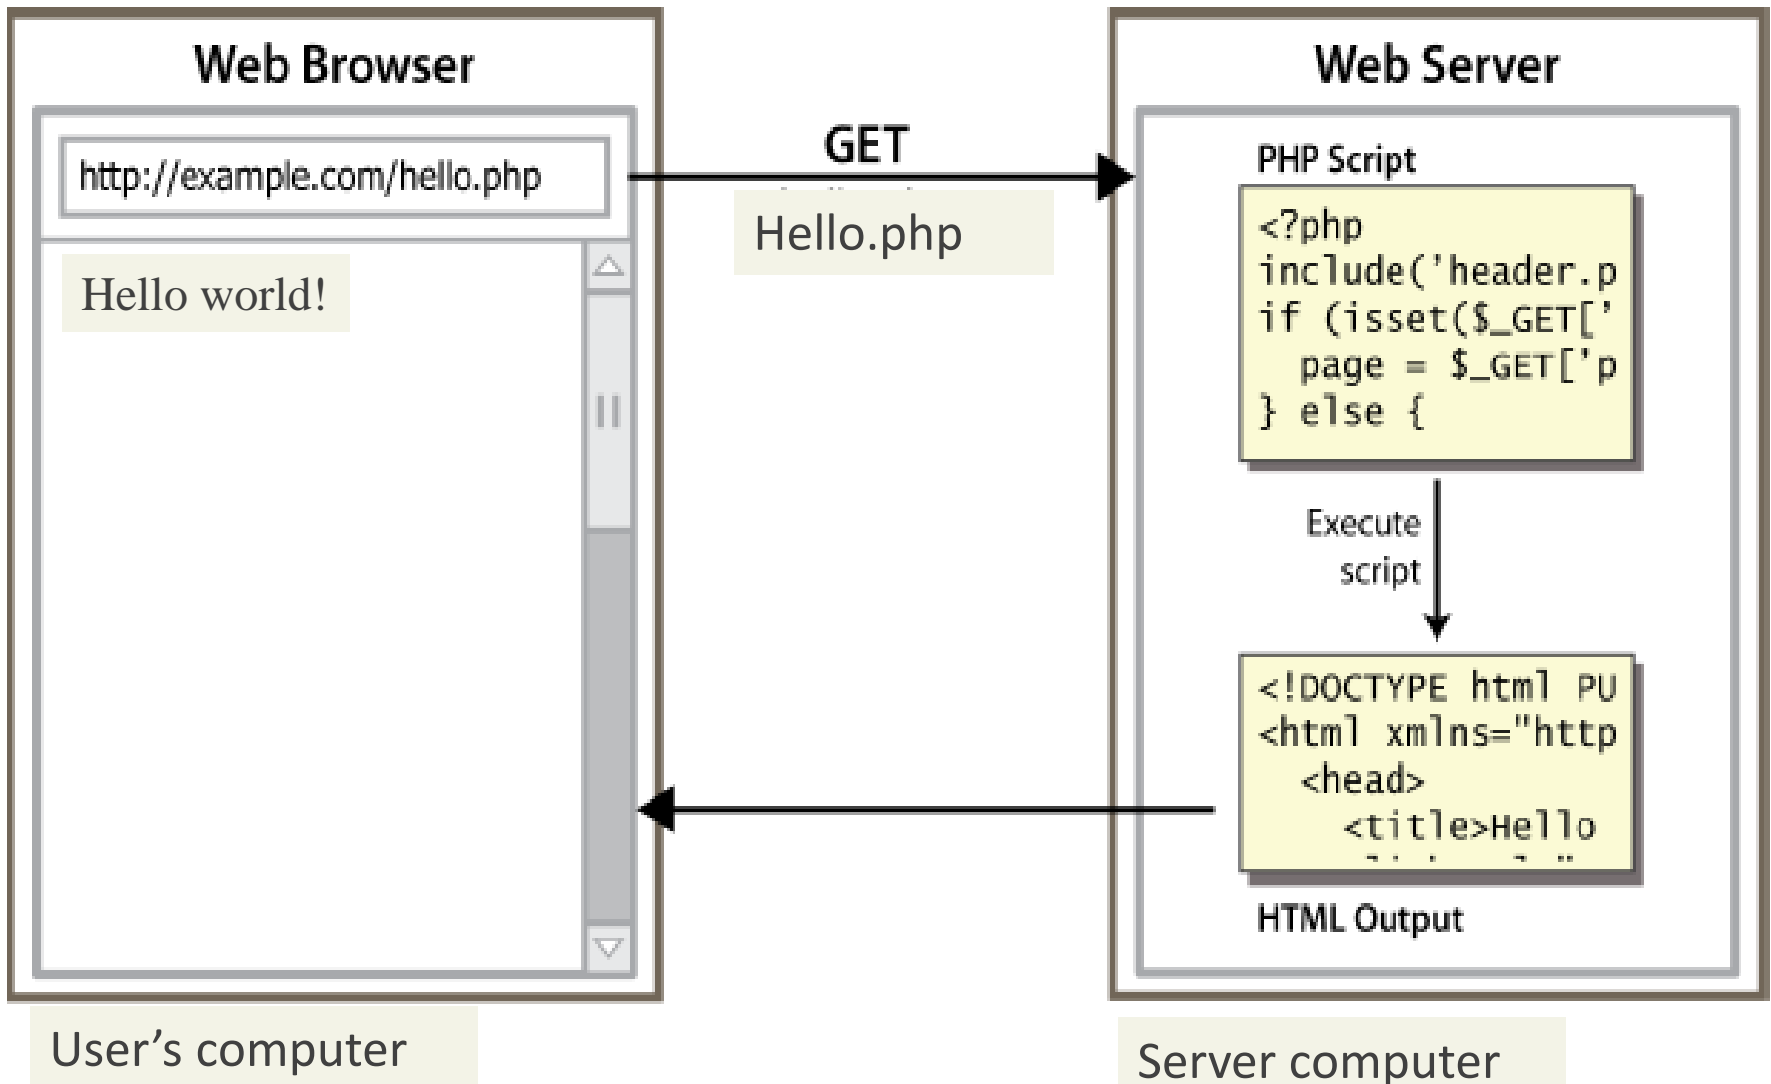 Web Browser
http://example.com/hello.php
Hello world!
User's computer
GET
Hello.php
Web Server
PHP Script
<?php
include('header.p
if (isset($_GET['
  page = $_GET['p
} else {
Execute
script
<!DOCTYPE html PU
<html xmlns="http
  <head>
    <title>Hello
HTML Output
Server computer